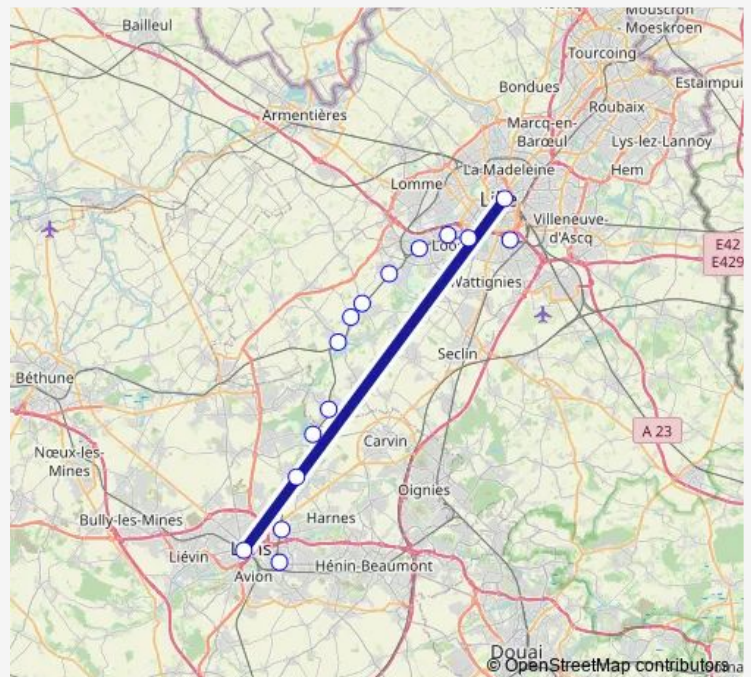 Mouscron
- Moeskroen
Bailleul
Tourcoing
Estaimpui
Bondues
Roubaix
Armentières
Marcq-en-
Barœul
Lys-lez-Lannoy
La Madeleine
Hem
Lomme
Villeneuve-
d'Ascq
E42
E429
Wattignies
Seclin
Béthune
A 23
Carvin
Nœux-les-
Mines
Oignies
Bully-les-Mines
Harnes
Liévin
Hénin-Beaumont
Avion
Douai
© OpenStreetMap contributors